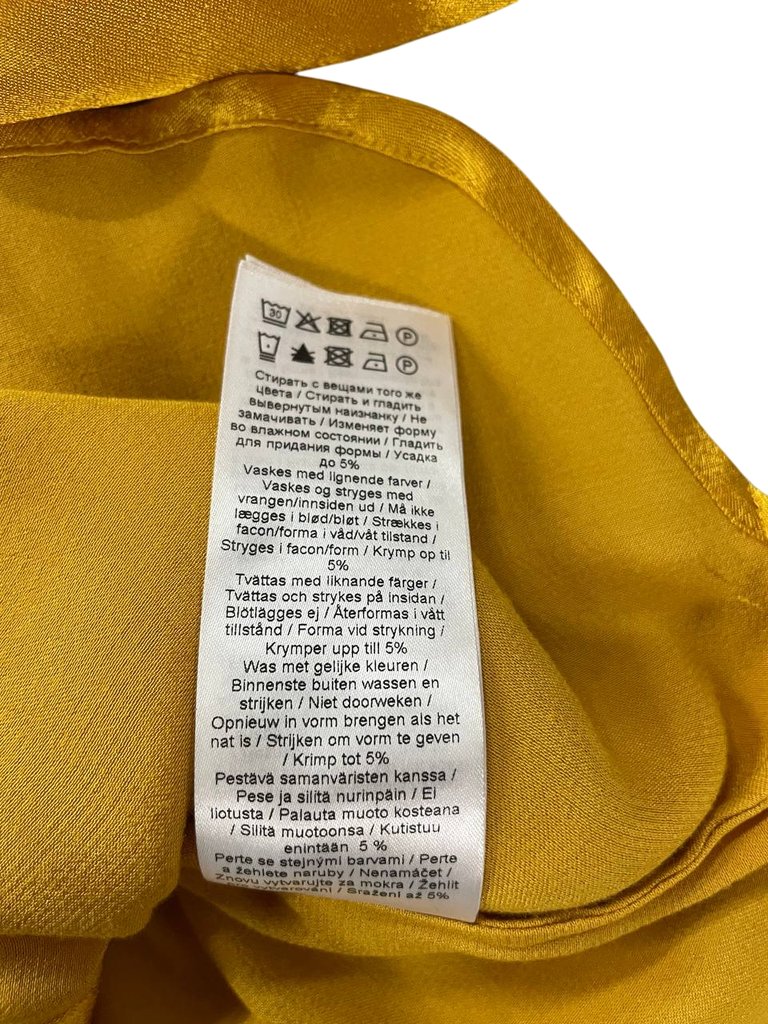 30 P
P
Стирать с вещами того же
цвета / Стирать и гладить
вывернутым наизнанку / Не
замачивать / Изменяет форму
во влажном состоянии / Гладить
для придания формы / Усадка
до 5%
Vaskes med lignende farver /
Vaskes og stryges med
vrangen/innsiden ud / Må ikke
lægges i blød/bløt / Strækkes i
facon/forma i våd/våt tilstand /
Stryges i facon/form / Krymp op til
5%
Tvättas med liknande färger /
Tvättas och strykes på insidan /
Blötlägges ej / Återformas i vått
tillstånd / Forma vid strykning /
Krymper upp till 5%
Was met gelijke kleuren /
Binnenste buiten wassen en
strijken / Niet doorweken /
Opnieuw in vorm brengen als het
nat is / Strijken om vorm te geven
/ Krimp tot 5%
Pestävä samanväristen kanssa /
Pese ja silitä nurinpäin / Ei
liotusta / Palauta muoto kosteana
/ Silitä muotoonsa / Kutistuu
enintään 5 %
Perte se stejnými barvami / Perte
a žehlete naruby / Nenamáčet /
Znovu vytvarujte za mokra / Žehlit
/ Sražení až 5%